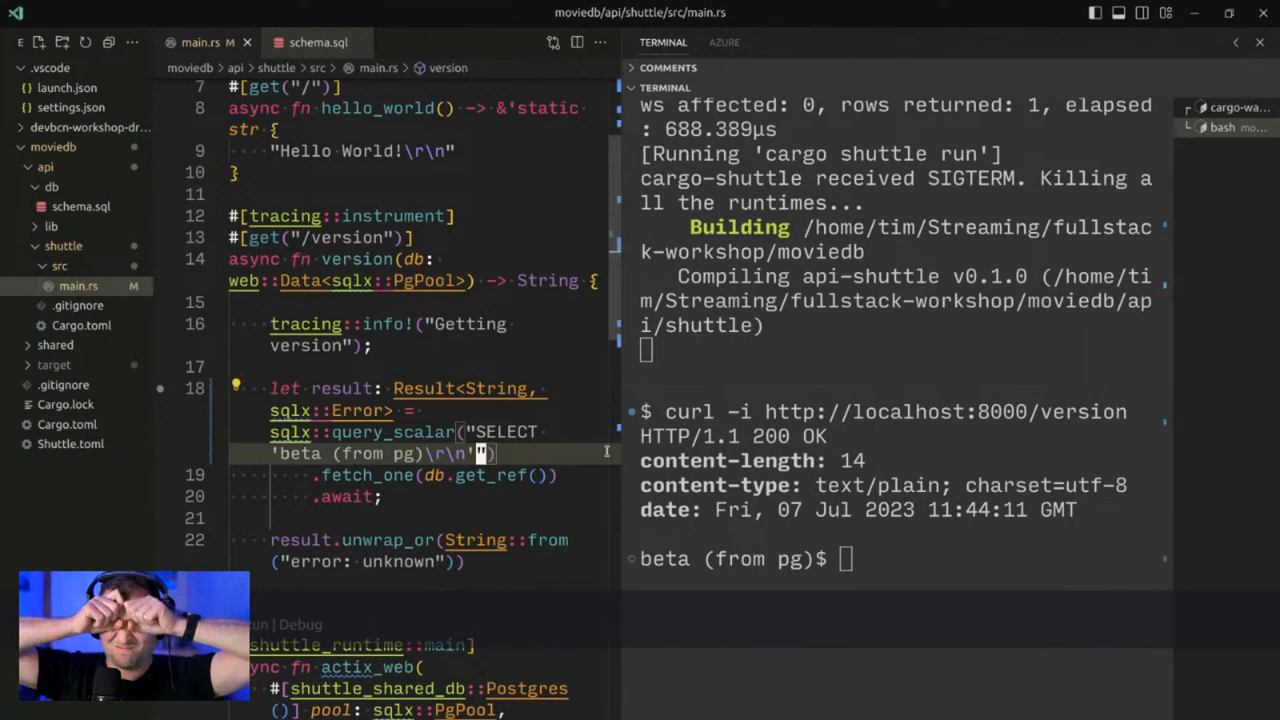 moviedb/api/shuttle/src/main.rs
E
main.rs M
schema.sql
TERMINAL
AZURE
.vscode
launch.json
settings.json
devbcn-workshop-dr...
moviedb
api
db
schema.sql
lib
shuttle
src
main.rs M
.gitignore
Cargo.toml
shared
target
.gitignore
Cargo.lock
Cargo.toml
Shuttle.toml
moviedb > api > shuttle > src > main.rs > version
7 #[get("/")]
8 async fn hello_world() -> &'static
str {
9 "Hello World!\r\n"
10 }
11
12 #[tracing::instrument]
13 #[get("/version")]
14 async fn version(db:
web::Data<sqlx::PgPool>) -> String {
15
16 tracing::info!("Getting
version");
17
18 let result: Result<String,
sqlx::Error> =
sqlx::query_scalar("SELECT
'beta (from pg)\r\n'")
19 .fetch_one(db.get_ref())
20 .await;
21
22 result.unwrap_or(String::from
("error: unknown"))
un | Debug
shuttle_runtime::main]
async fn actix_web(
#[shuttle_shared_db::Postgres
()] pool: sqlx::PgPool,
COMMENTS
TERMINAL
ws affected: 0, rows returned: 1, elapsed
: 688.389µs
[Running 'cargo shuttle run']
cargo-shuttle received SIGTERM. Killing a
ll the runtimes...
Building /home/tim/Streaming/fullstac
k-workshop/moviedb
Compiling api-shuttle v0.1.0 (/home/ti
m/Streaming/fullstack-workshop/moviedb/ap
i/shuttle)
$ curl -i http://localhost:8000/version
HTTP/1.1 200 OK
content-length: 14
content-type: text/plain; charset=utf-8
date: Fri, 07 Jul 2023 11:44:11 GMT
beta (from pg)$
cargo-wa...
bash mo...